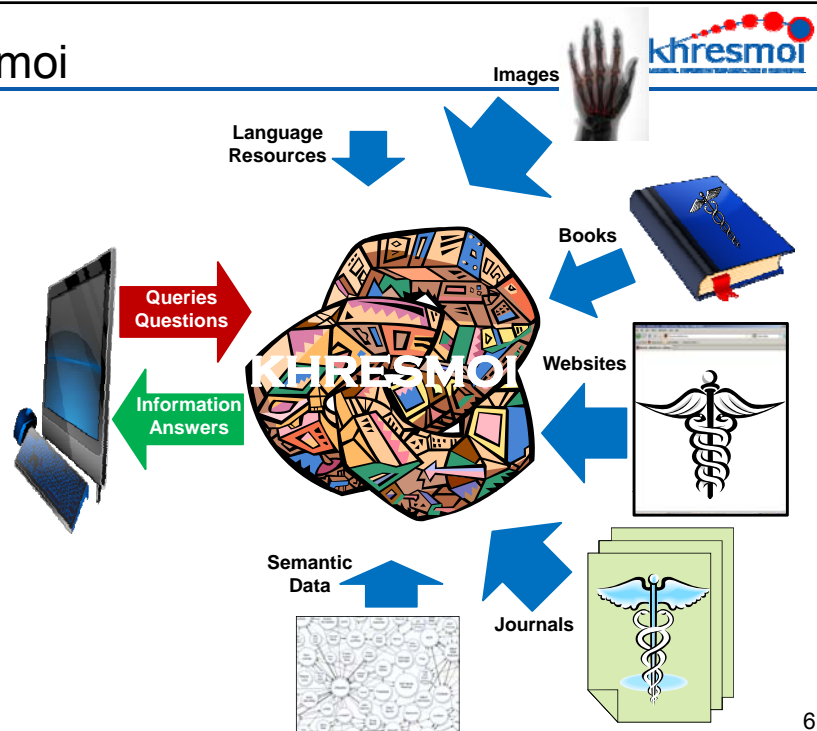 moi
khresmoi
Images
Language
Resources
Books
Queries
Questions
KHRESMOI
Websites
Information
Answers
Semantic
Data
Journals
6